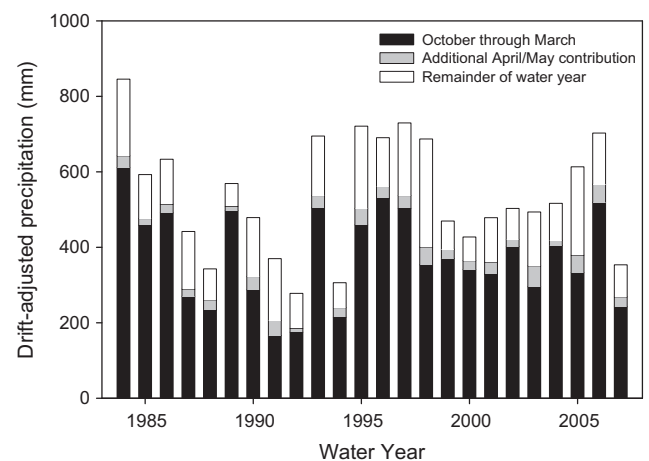 1000
800
600
400
200
0
Drift-adjusted precipitation (mm)
October through March
Additional April/May contribution
Remainder of water year
1985 1990 1995 2000 2005
Water Year